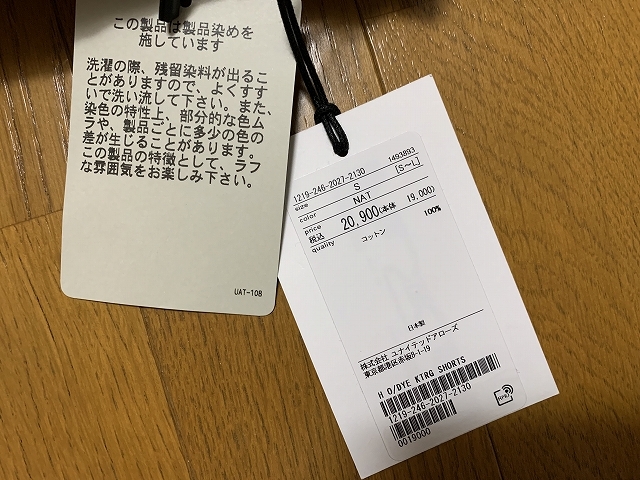 この製品は製品染めを
施しています
洗濯の際、残留染料が出るこ
とがありますので、よくすす
いで洗い流して下さい。また、
染色の特性上、部分的な色ム
ラや、製品ごとに多少の色の
差が生じることがあります。
この製品の特徴として、ラフ
な雰囲気をお楽しみ下さい。
UAT-108
1219-246-2027-2130 1493893
size S [S~L]
color NAT
price 税込 20,900(本体 19,000)
quality コットン 100%
日本製
株式会社 ユナイテッドアローズ
東京都港区赤坂8-1-19
H O/DYE KTRG SHORTS
1219-246-2027-2130
0019000